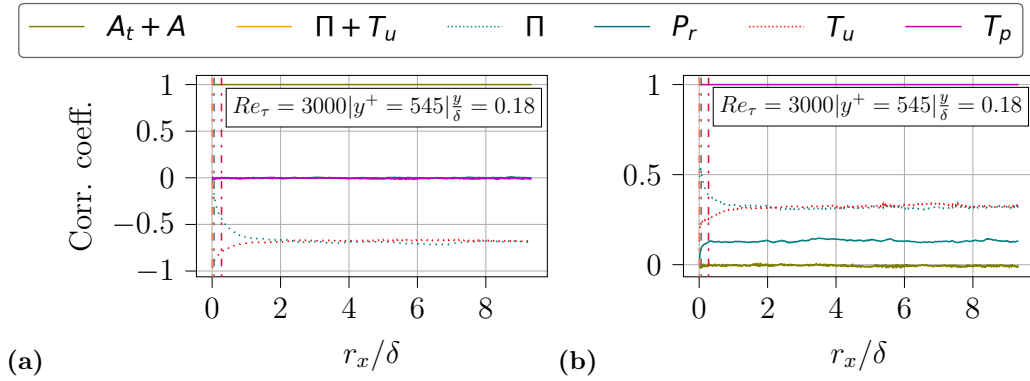 A_t + A Π + T_u Π P_r T_u T_p
Corr. coeff.
1
0.5
0
−0.5
−1
Re_τ = 3000|y^+ = 545|\frac{y}{δ} = 0.18
0 2 4 6 8
r_x/δ
(a)
1
0.5
0
Re_τ = 3000|y^+ = 545|\frac{y}{δ} = 0.18
0 2 4 6 8
r_x/δ
(b)